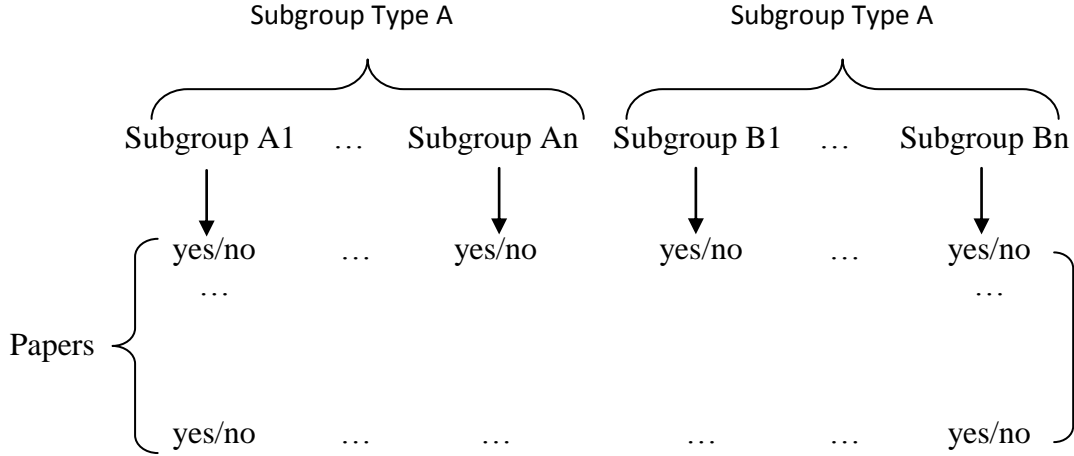 Subgroup Type A Subgroup Type A
Subgroup A1 … Subgroup An Subgroup B1 … Subgroup Bn
yes/no … yes/no yes/no … yes/no
… …
Papers
yes/no … … … … yes/no